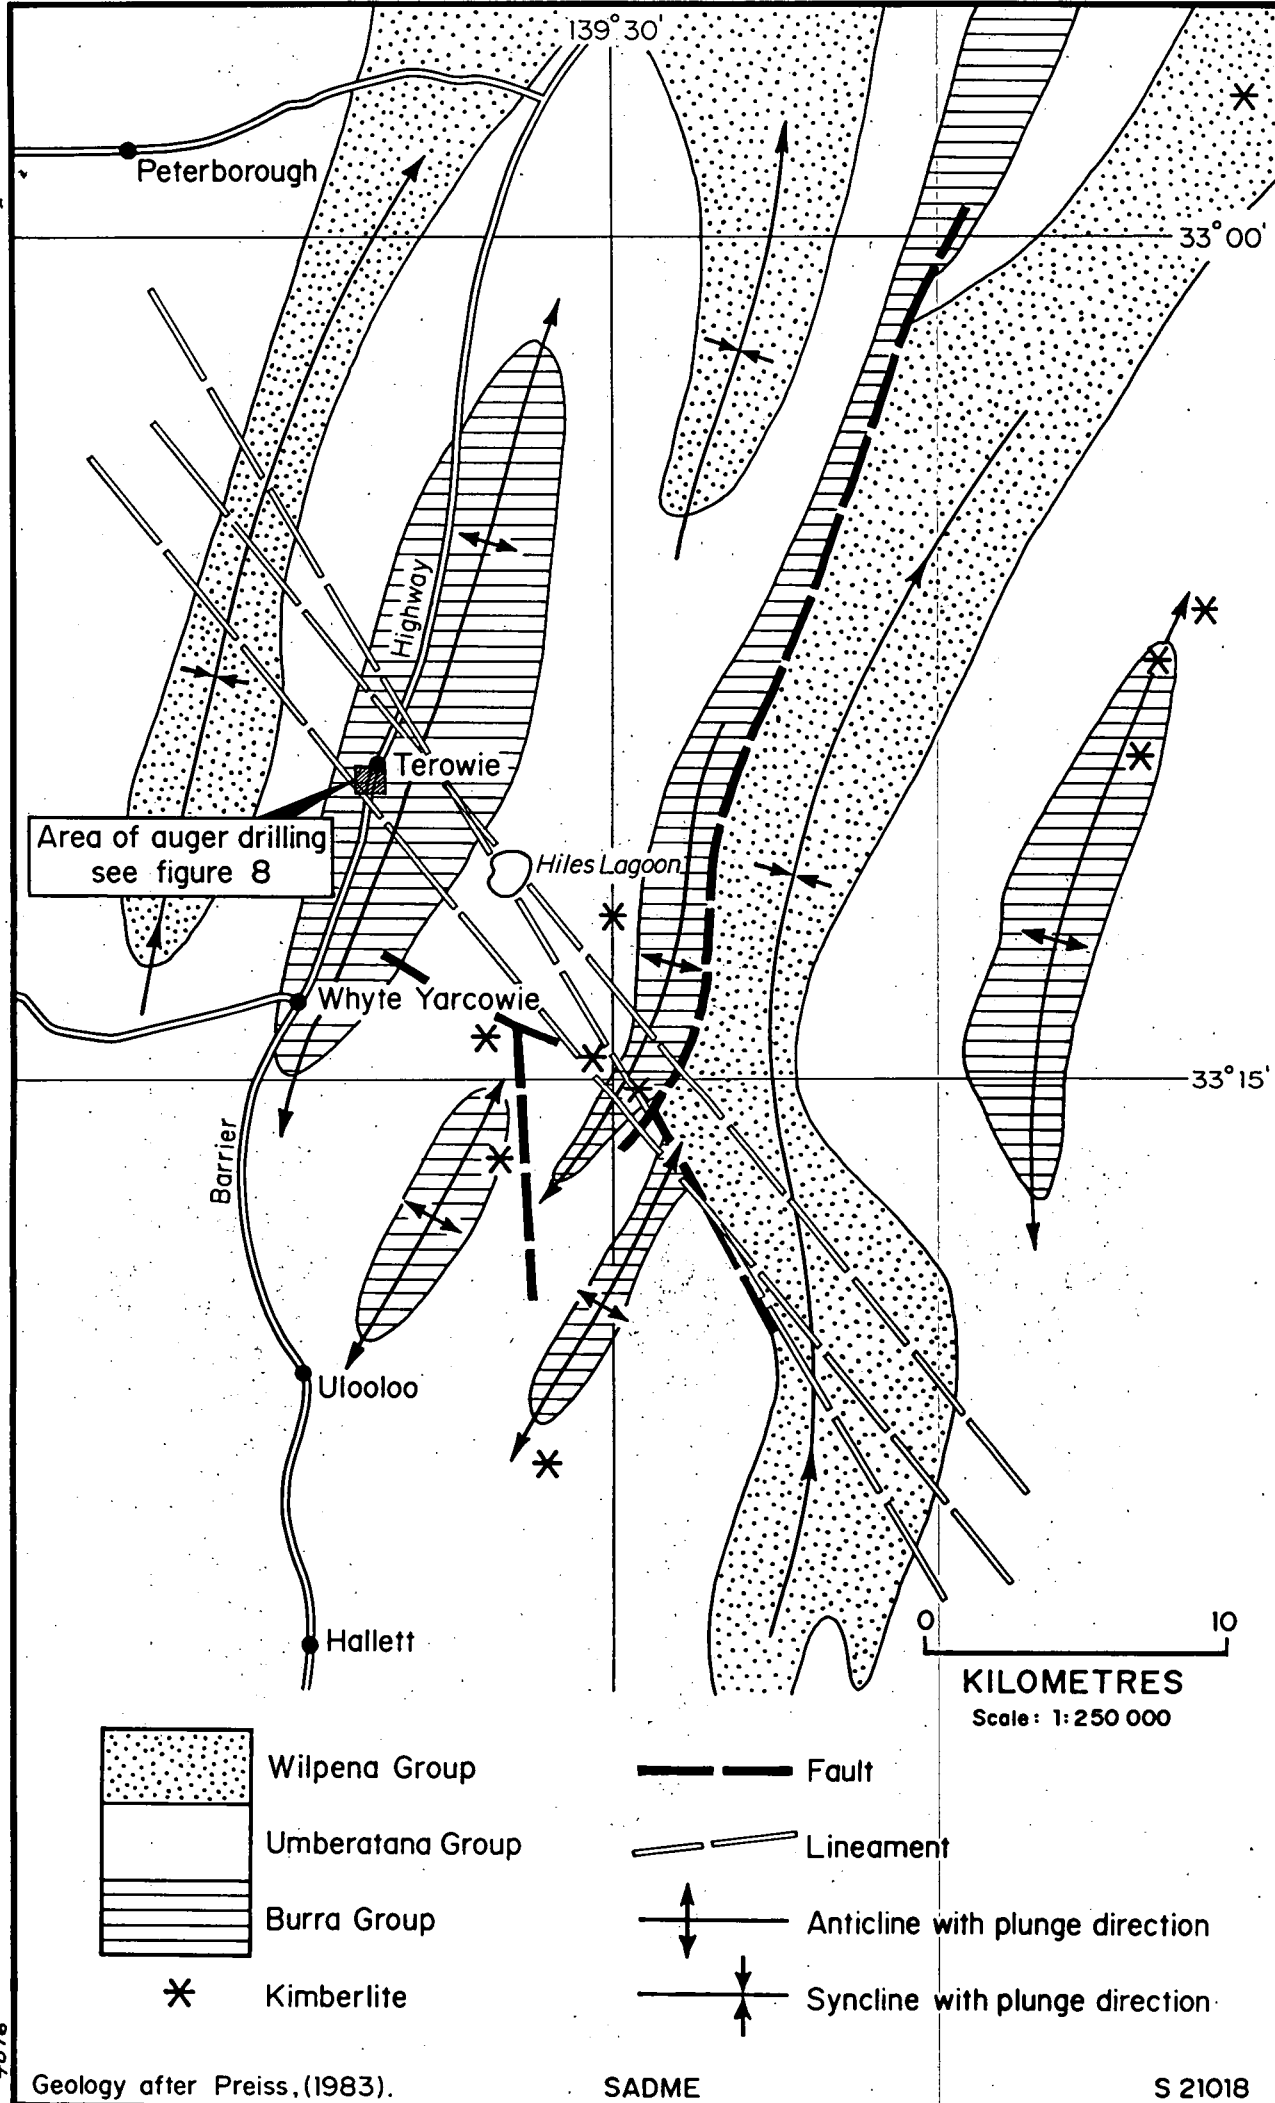 139°30'
Peterborough
33°00'
Highway
Terowie
Area of auger drilling
see figure 8
Hiles Lagoon
Whyte Yarcowie
33°15'
Barrier
Ulooloo
Hallett
0 10
KILOMETRES
Scale: 1:250 000
Wilpena Group
Fault
Umberatana Group
Lineament
Burra Group
Anticline with plunge direction
Kimberlite
Syncline with plunge direction
Geology after Preiss, (1983).
SADME
S 21018